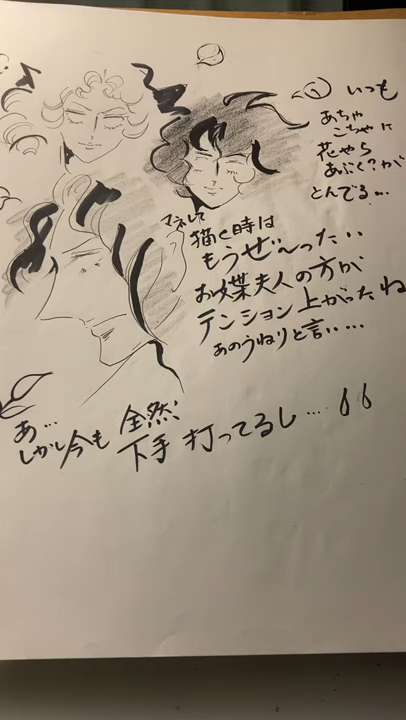 いつも
あちゃ
こちゃに
花やら
あぶく?が
とんでる…
マネして
描く時は
もうぜ〜ったい
お蝶夫人の方が
テンション上がったね
あのうねりと言い…
あ…
しかし今も全然
下手打ってるし…